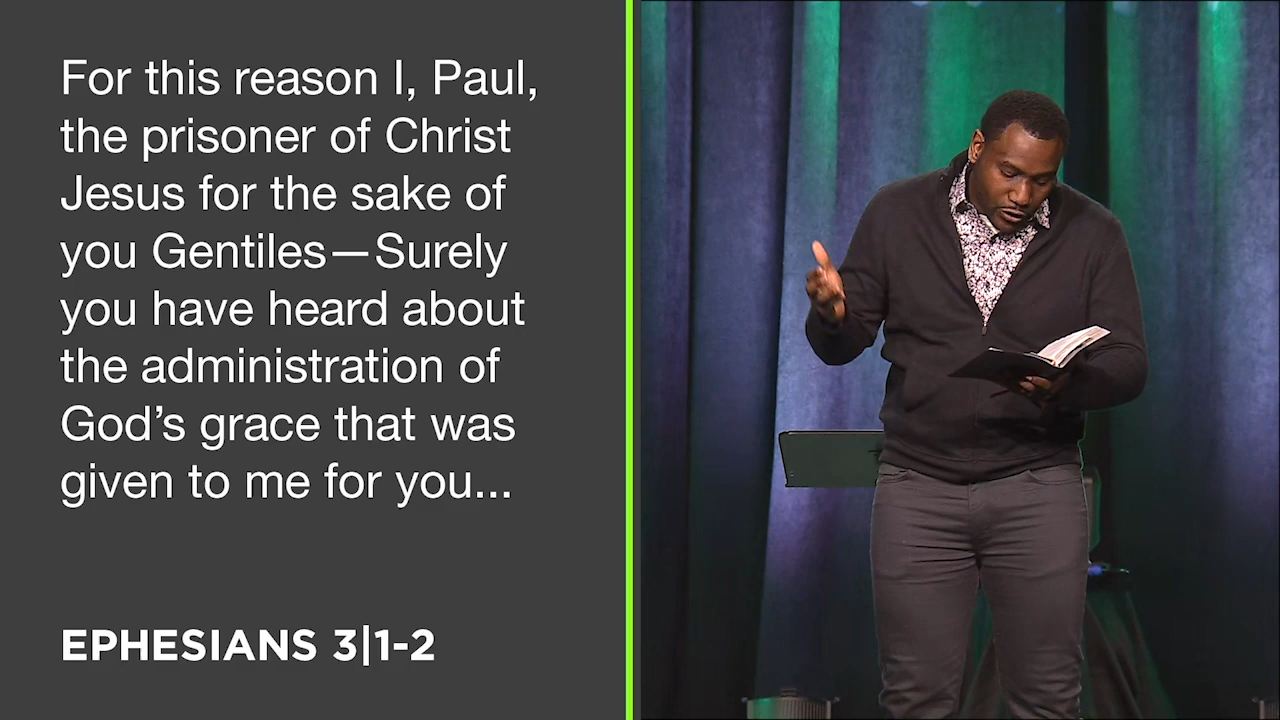 For this reason I, Paul,
the prisoner of Christ
Jesus for the sake of
you Gentiles—Surely
you have heard about
the administration of
God’s grace that was
given to me for you...
EPHESIANS 3|1-2